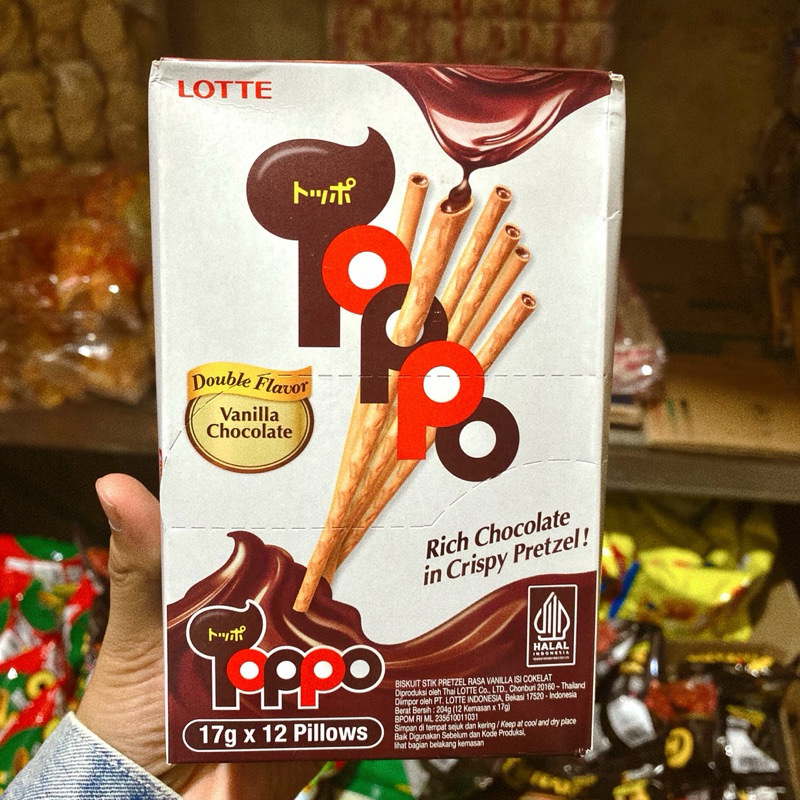 LOTTE
トッポ
Toppo
Double Flavor
Vanilla
Chocolate
Rich Chocolate
in Crispy Pretzel!
トッポ
Toppo
17g x 12 Pillows
HALAL
INDONESIA
BISKUIT STIK PRETZEL RASA VANILLA ISI COKELAT
Diproduksi oleh Thai LOTTE Co., LTD., Chonburi 20160 – Thailand
Diimpor oleh PT. LOTTE INDONESIA, Bekasi 17520 - Indonesia
Berat Bersih : 204g (12 Kemasan x 17g)
BPOM RI ML 235610011031
Simpan di tempat sejuk dan kering / Keep at cool and dry place
Baik Digunakan Sebelum dan Kode Produksi,
lihat bagian belakang kemasan